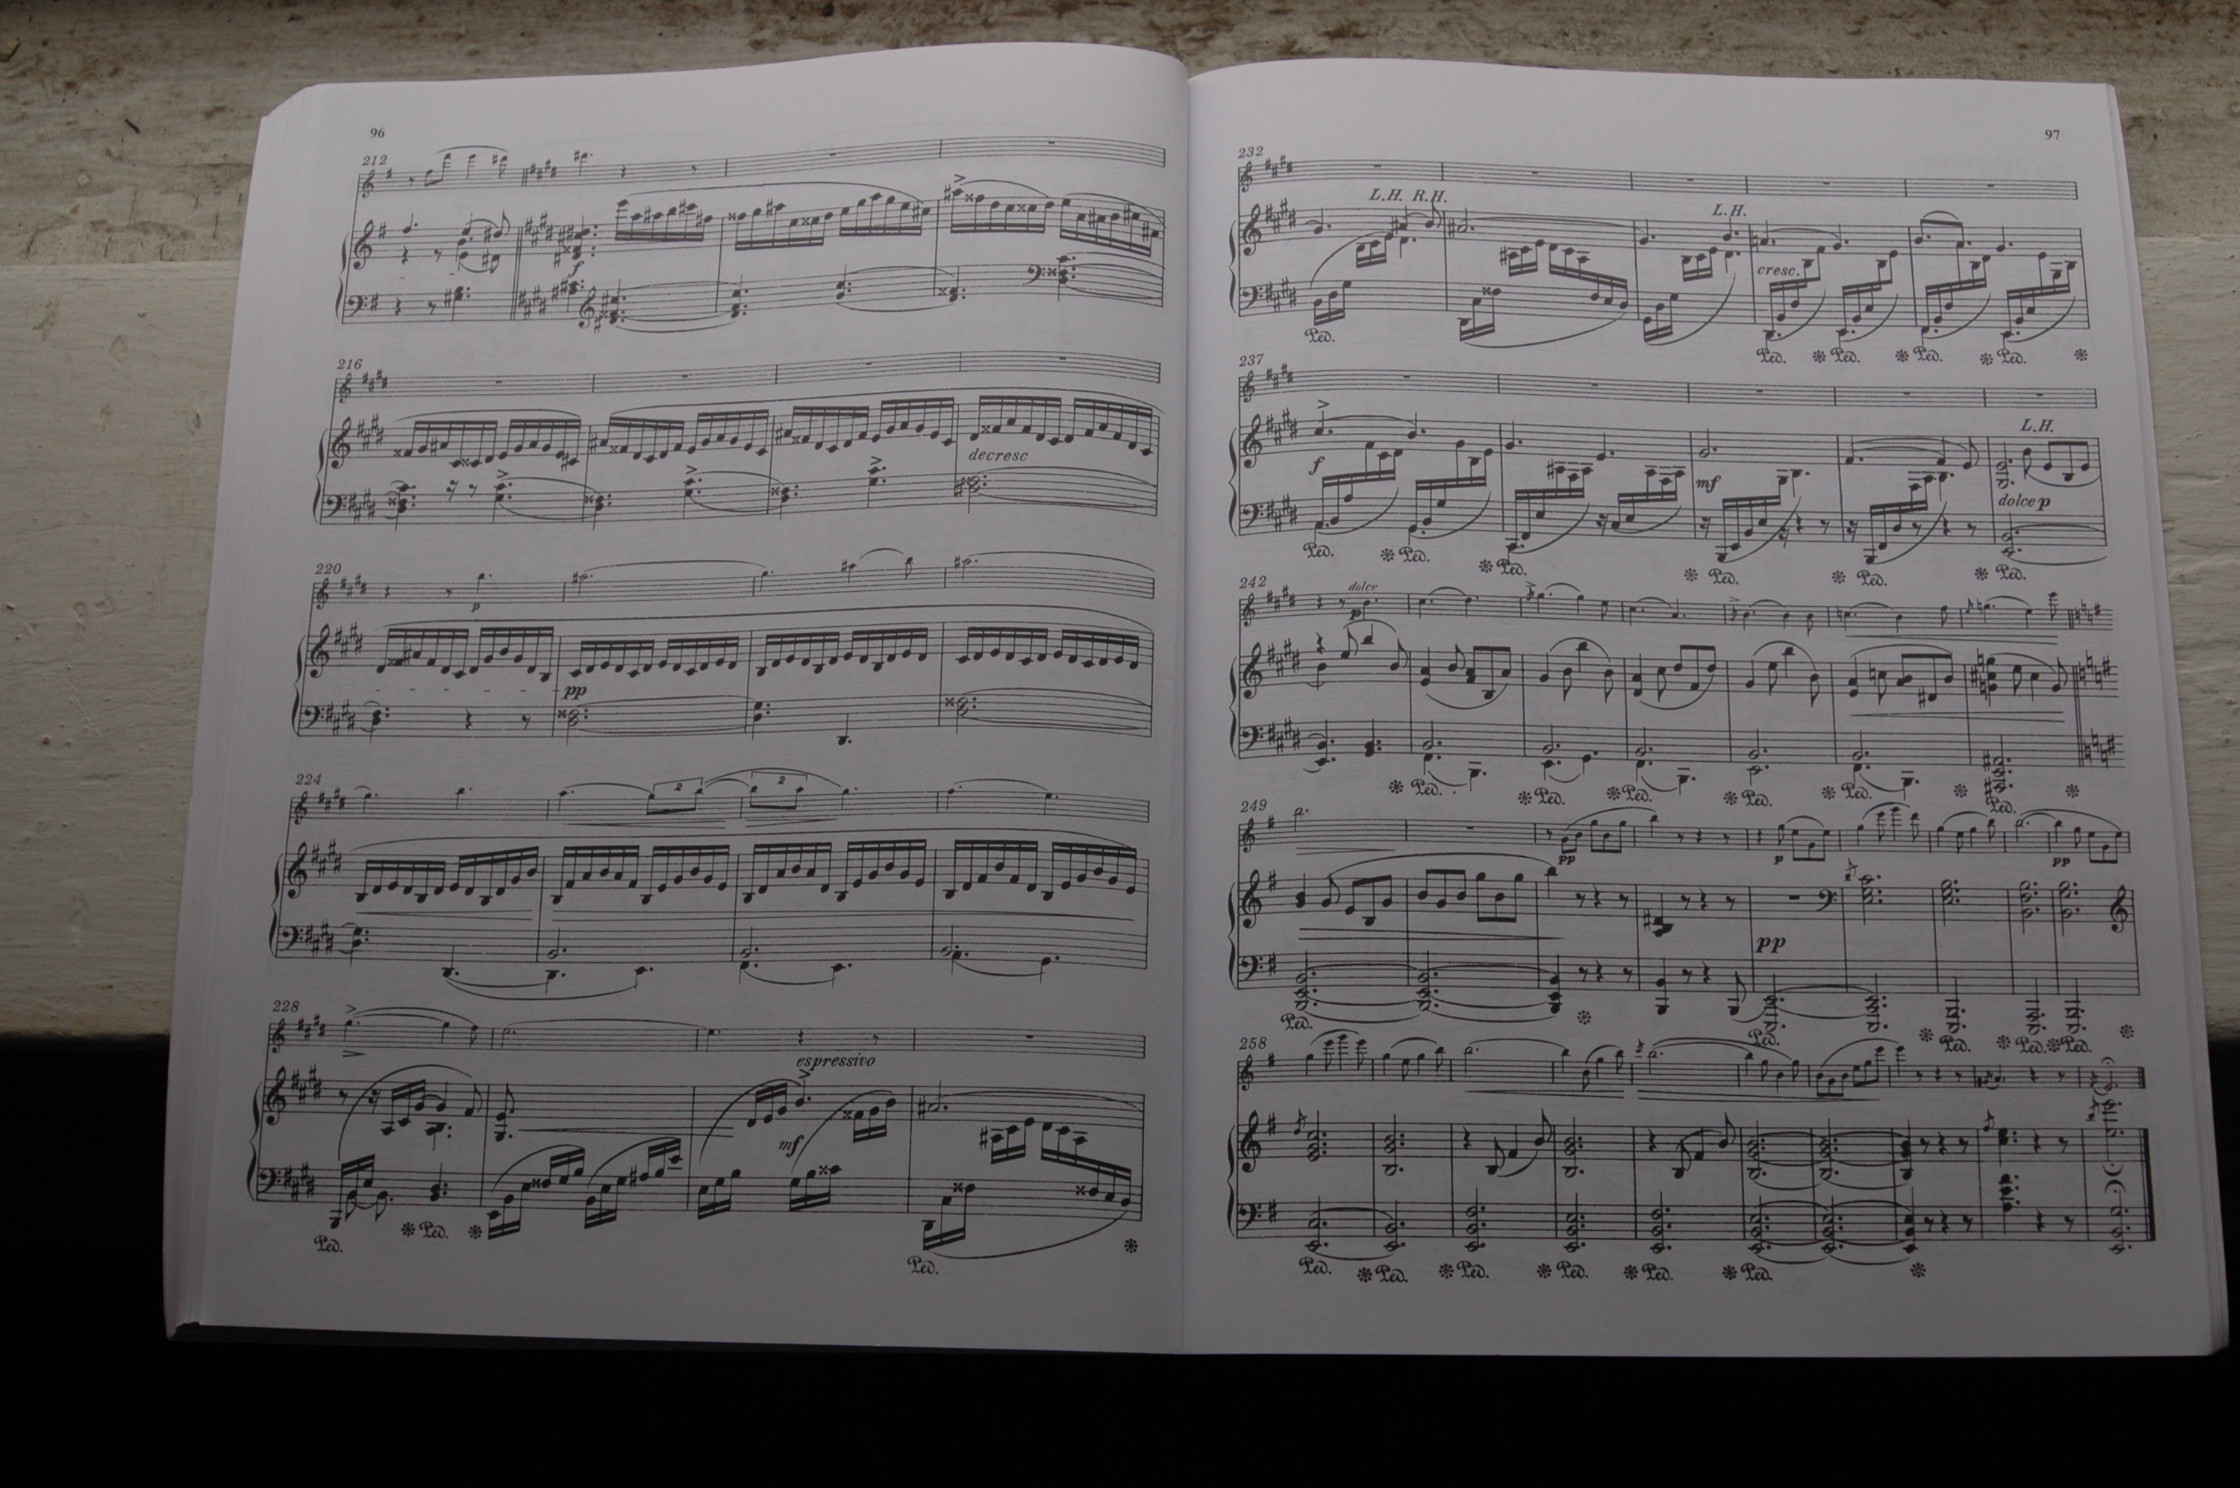 96
212
f
216
decresc
220
p
pp
224
2 2
228
espressivo
mf
Ped. * Ped. *
Ped. *
97
232
L.H. R.H. L.H.
cresc.
Ped. Ped. * Ped. * Ped. * Ped. *
237
L.H.
f mf dolce p
Ped. * Ped. * Ped. * Ped. * Ped. * Ped.
242
dolce
p
* Ped. * Ped. * Ped. * Ped. * Ped. * Ped. *
249
pp p pp
pp
Ped. * Ped. * Ped. * Ped. * Ped. *
258
Ped. * Ped. * Ped. * Ped. * Ped. * Ped. *